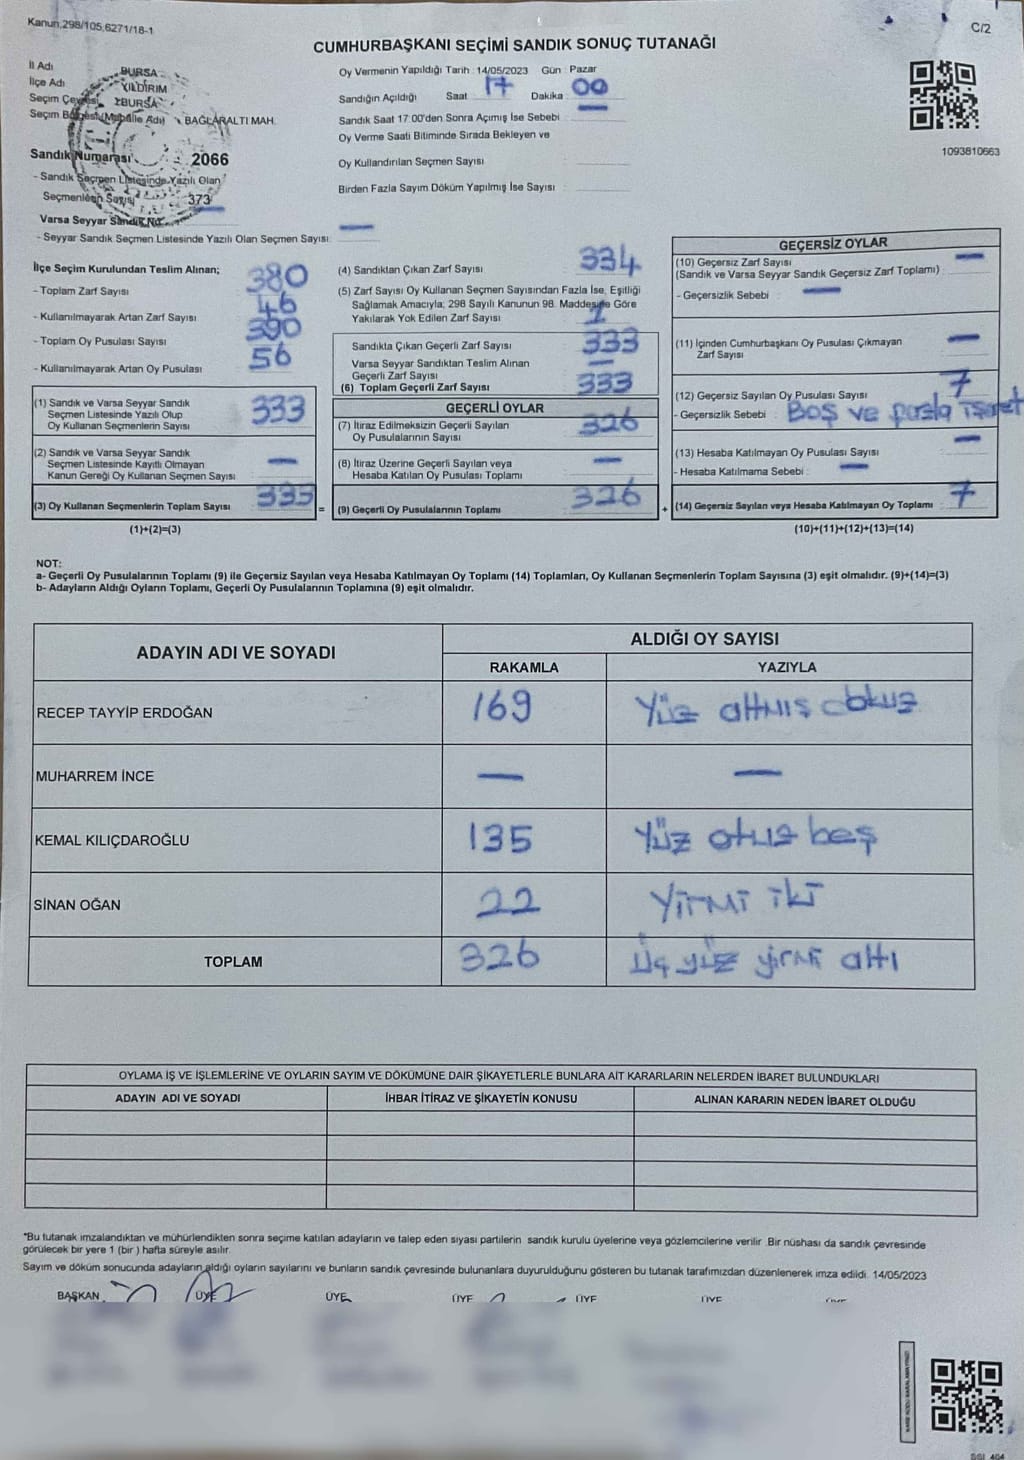 Kanun;298/105,6271/18-1
C/2
CUMHURBAŞKANI SEÇİMİ SANDIK SONUÇ TUTANAĞI
İl Adı BURSA
İlçe Adı YILDIRIM
Seçim Çevresi BURSA
Seçim Bölgesi (Mahalle Adı) BAĞLARALTI MAH.
Sandık Numarası 2066
- Sandık Seçmen Listesinde Yazılı Olan
Seçmenlerin Sayısı 373
Varsa Seyyar Sandık No: —
- Seyyar Sandık Seçmen Listesinde Yazılı Olan Seçmen Sayısı: —
Oy Vermenin Yapıldığı Tarih : 14/05/2023 Gün : Pazar
Sandığın Açıldığı Saat 17 Dakika 00
Sandık Saat 17:00'den Sonra Açımış İse Sebebi : —
Oy Verme Saati Bitiminde Sırada Bekleyen ve
Oy Kullandırılan Seçmen Sayısı :
Birden Fazla Sayım Döküm Yapılmış İse Sayısı :
1093810663
İlçe Seçim Kurulundan Teslim Alınan;
- Toplam Zarf Sayısı 380
- Kullanılmayarak Artan Zarf Sayısı : 46
- Toplam Oy Pusulası Sayısı 390
- Kullanılmayarak Artan Oy Pusulası 56
(1) Sandık ve Varsa Seyyar Sandık
Seçmen Listesinde Yazılı Olup
Oy Kullanan Seçmenlerin Sayısı 333
(2) Sandık ve Varsa Seyyar Sandık
Seçmen Listesinde Kayıtlı Olmayan
Kanun Gereği Oy Kullanan Seçmen Sayısı : —
(3) Oy Kullanan Seçmenlerin Toplam Sayısı 333
(1)+(2)=(3)
(4) Sandıktan Çıkan Zarf Sayısı 334
(5) Zarf Sayısı Oy Kullanan Seçmen Sayısından Fazla İse, Eşitliği
Sağlamak Amacıyla; 298 Sayılı Kanunun 98. Maddesine Göre
Yakılarak Yok Edilen Zarf Sayısı 1
Sandıkta Çıkan Geçerli Zarf Sayısı : 333
Varsa Seyyar Sandıktan Teslim Alınan
Geçerli Zarf Sayısı —
(6) Toplam Geçerli Zarf Sayısı 333
GEÇERLİ OYLAR
(7) İtiraz Edilmeksizin Geçerli Sayılan
Oy Pusulalarının Sayısı 326
(8) İtiraz Üzerine Geçerli Sayılan veya
Hesaba Katılan Oy Pusulası Toplamı —
= (9) Geçerli Oy Pusulalarının Toplamı 326
GEÇERSİZ OYLAR
(10) Geçersiz Zarf Sayısı —
(Sandık ve Varsa Seyyar Sandık Geçersiz Zarf Toplamı) :
- Geçersizlik Sebebi : —
(11) İçinden Cumhurbaşkanı Oy Pusulası Çıkmayan —
Zarf Sayısı
(12) Geçersiz Sayılan Oy Pusulası Sayısı 7
- Geçersizlik Sebebi : Boş ve fazla işaret
(13) Hesaba Katılmayan Oy Pusulası Sayısı —
- Hesaba Katılmama Sebebi : —
+ (14) Geçersiz Sayılan veya Hesaba Katılmayan Oy Toplamı : 7
(10)+(11)+(12)+(13)=(14)
NOT:
a- Geçerli Oy Pusulalarının Toplamı (9) ile Geçersiz Sayılan veya Hesaba Katılmayan Oy Toplamı (14) Toplamları, Oy Kullanan Seçmenlerin Toplam Sayısına (3) eşit olmalıdır. (9)+(14)=(3)
b- Adayların Aldığı Oyların Toplamı, Geçerli Oy Pusulalarının Toplamına (9) eşit olmalıdır.
ADAYIN ADI VE SOYADI
ALDIĞI OY SAYISI
RAKAMLA YAZIYLA
RECEP TAYYİP ERDOĞAN 169 Yüz altmış dokuz
MUHARREM İNCE — —
KEMAL KILIÇDAROĞLU 135 Yüz otuz beş
SİNAN OĞAN 22 Yirmi iki
TOPLAM 326 Üç yüz yirmi altı
OYLAMA İŞ VE İŞLEMLERİNE VE OYLARIN SAYIM VE DÖKÜMÜNE DAİR ŞİKAYETLERLE BUNLARA AİT KARARLARIN NELERDEN İBARET BULUNDUKLARI
ADAYIN ADI VE SOYADI İHBAR İTİRAZ VE ŞİKAYETİN KONUSU ALINAN KARARIN NEDEN İBARET OLDUĞU
*Bu tutanak imzalandıktan ve mühürlendikten sonra seçime katılan adayların ve talep eden siyasi partilerin sandık kurulu üyelerine veya gözlemcilerine verilir .Bir nüshası da sandık çevresinde
görülecek bir yere 1 (bir ) hafta süreyle asılır.
Sayım ve döküm sonucunda adayların aldığı oyların sayılarını ve bunların sandık çevresinde bulunanlara duyurulduğunu gösteren bu tutanak tarafımızdan düzenlenerek imza edildi. 14/05/2023
BAŞKAN ÜYE ÜYE ÜYE ÜYE ÜYE